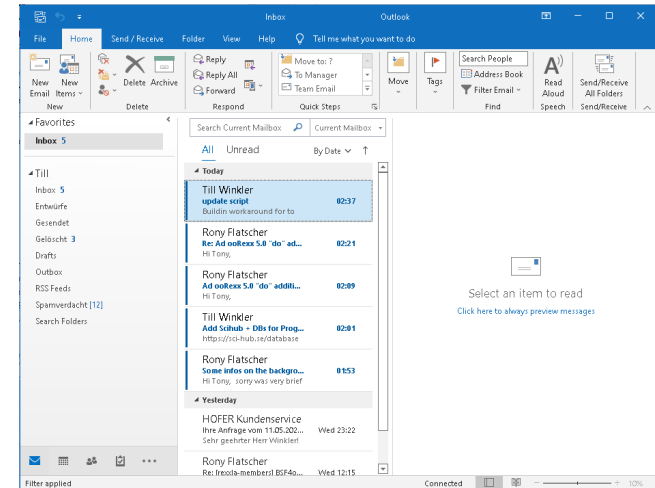 Inbox Outlook
File Home Send / Receive Folder View Help Tell me what you want to do
New Email
New Items
New
Delete Archive
Delete
Reply
Reply All
Forward
Respond
Move to: ?
To Manager
Team Email
Quick Steps
Move
Tags
Search People
Address Book
Filter Email
Find
Read Aloud
Speech
Send/Receive All Folders
Send/Receive
Favorites
Inbox 5
Till
Inbox 5
Entwürfe
Gesendet
Gelöscht 3
Drafts
Outbox
RSS Feeds
Spamverdacht [12]
Search Folders
Search Current Mailbox Current Mailbox
All Unread By Date
Today
Till Winkler
update script 02:37
Buildin workaround for to
Rony Flatscher
Re: Ad ooRexx 5.0 "do" ad... 02:21
Hi Tony,
Rony Flatscher
Ad ooRexx 5.0 "do" additi... 02:09
Hi Tony,
Till Winkler
Add Scihub + DBs for Prog... 02:01
https://sci-hub.se/database
Rony Flatscher
Some infos on the backgro... 01:53
Hi Tony, sorry was very brief
Yesterday
HOFER Kundenservice
Ihre Anfrage vom 11.05.202... Wed 23:22
Sehr geehrter Herr Winkler!
Rony Flatscher
Re: [rexxla-members] BSF4o... Wed 12:15
Select an item to read
Click here to always preview messages
Filter applied
Connected
10%